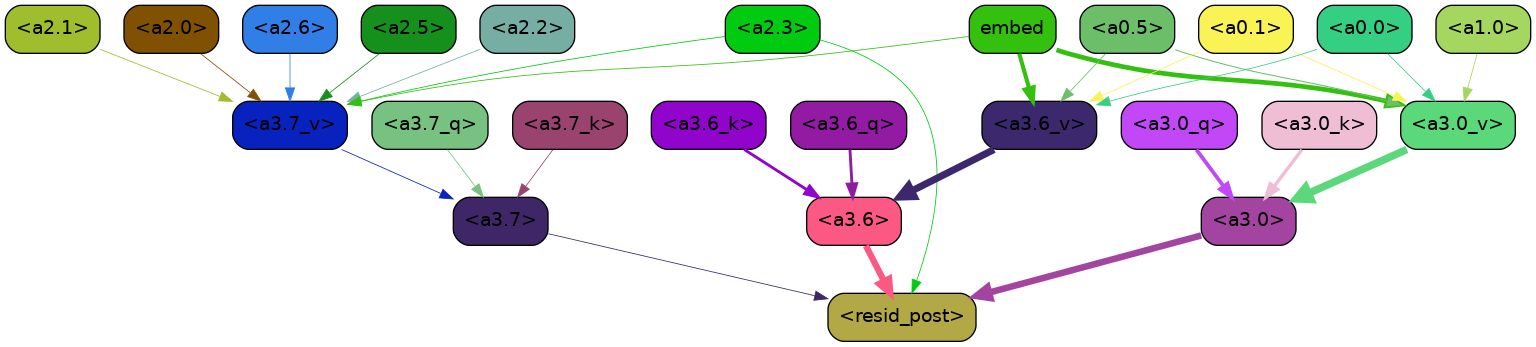 <a2.1> <a2.0> <a2.6> <a2.5> <a2.2> <a2.3> embed <a0.5> <a0.1> <a0.0> <a1.0>
<a3.7_v> <a3.7_q> <a3.7_k> <a3.6_k> <a3.6_q> <a3.6_v> <a3.0_q> <a3.0_k> <a3.0_v>
<a3.7> <a3.6> <a3.0>
<resid_post>